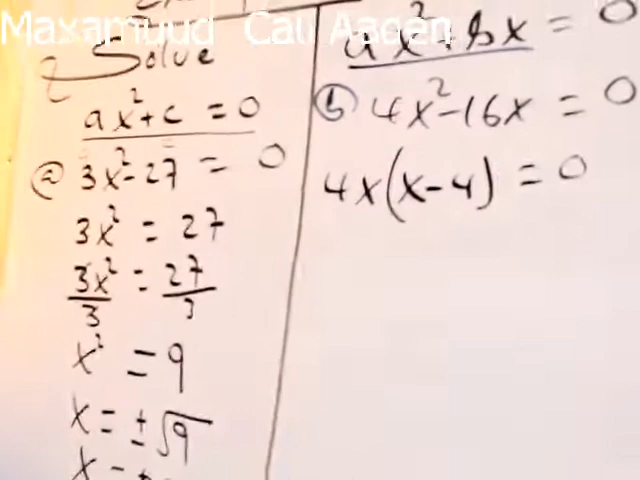 Maxamuud Cali Aaden
Solve
ax²+c = 0
ⓐ 3x²-27 = 0
3x² = 27
3x²/3 = 27/3
x² = 9
x = ±√9
ax²+bx = 0
ⓑ 4x²-16x = 0
4x(x-4) = 0